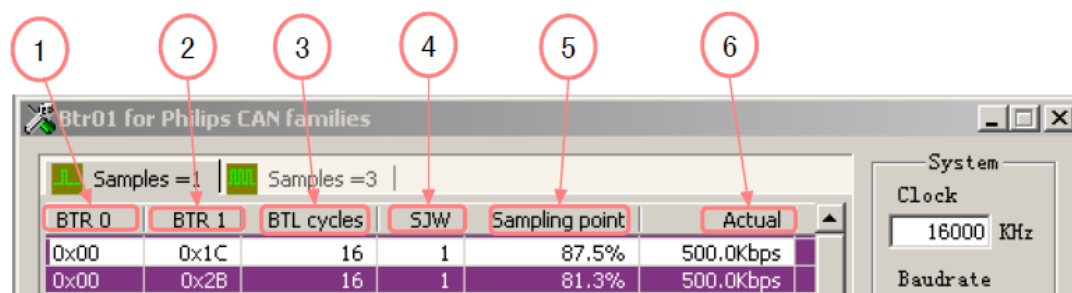 1 2 3 4 5 6
Btr01 for Philips CAN families
Samples =1 Samples =3
System
Clock
BTR 0 BTR 1 BTL cycles SJW Sampling point Actual
16000 KHz
0x00 0x1C 16 1 87.5% 500.0Kbps
0x00 0x2B 16 1 81.3% 500.0Kbps
Baudrate